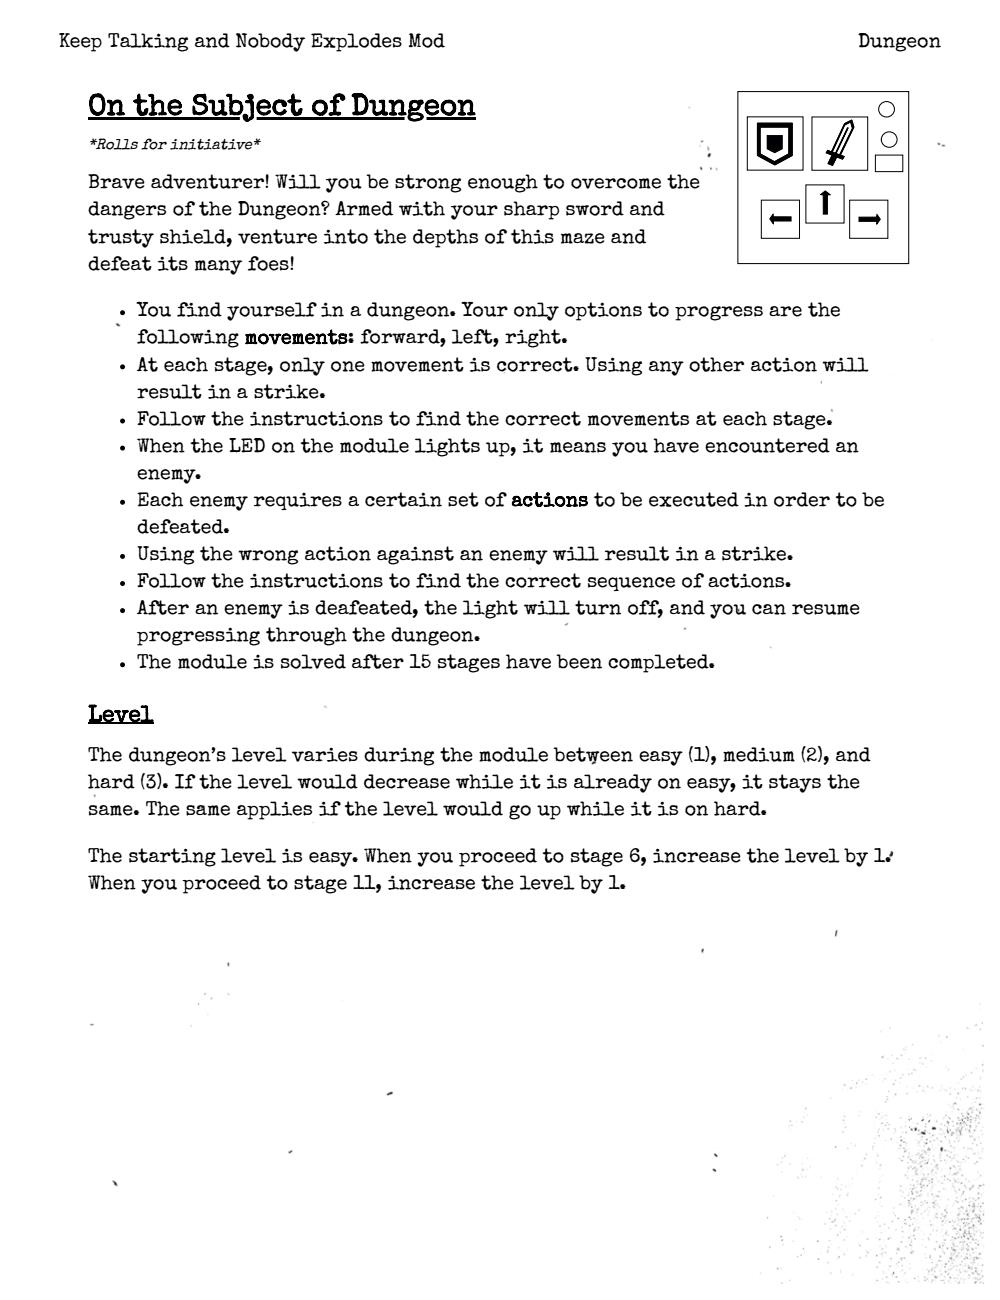 Keep Talking and Nobody Explodes Mod
Dungeon
On the Subject of Dungeon
*Rolls for initiative*
Brave adventurer! Will you be strong enough to overcome the
dangers of the Dungeon? Armed with your sharp sword and
trusty shield, venture into the depths of this maze and
defeat its many foes!
• You find yourself in a dungeon. Your only options to progress are the
following movements: forward, left, right.
• At each stage, only one movement is correct. Using any other action will
result in a strike.
• Follow the instructions to find the correct movements at each stage.
• When the LED on the module lights up, it means you have encountered an
enemy.
• Each enemy requires a certain set of actions to be executed in order to be
defeated.
• Using the wrong action against an enemy will result in a strike.
• Follow the instructions to find the correct sequence of actions.
• After an enemy is deafeated, the light will turn off, and you can resume
progressing through the dungeon.
• The module is solved after 15 stages have been completed.
Level
The dungeon's level varies during the module between easy (1), medium (2), and
hard (3). If the level would decrease while it is already on easy, it stays the
same. The same applies if the level would go up while it is on hard.
The starting level is easy. When you proceed to stage 6, increase the level by 1.
When you proceed to stage 11, increase the level by 1.